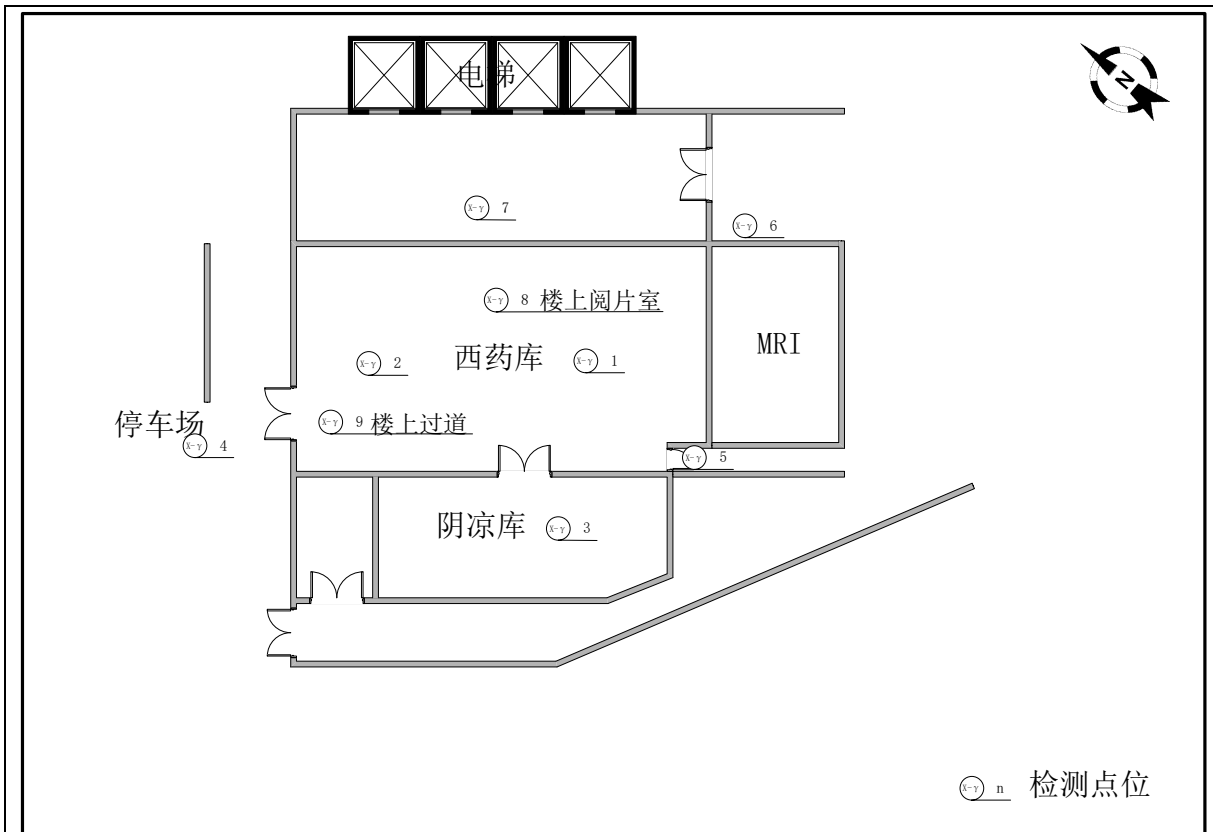 电梯
N
X-γ 7
X-γ 6
X-γ 8 楼上阅片室
MRI
西药库
X-γ 1
X-γ 2
停车场
X-γ 9 楼上过道
X-γ 4
X-γ 5
阴凉库
X-γ 3
X-γ n 检测点位